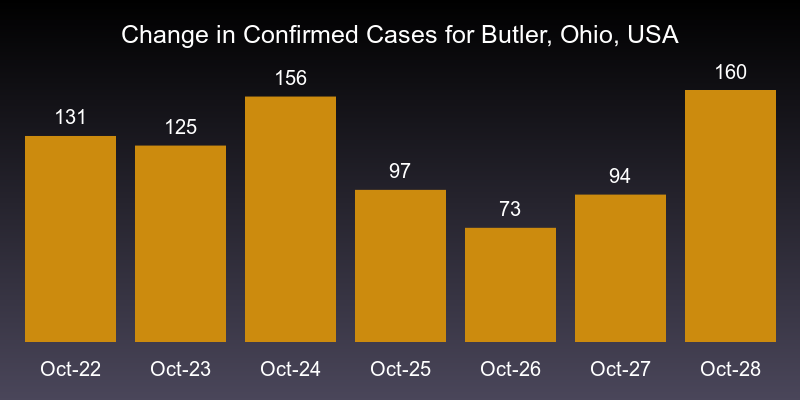 Change in Confirmed Cases for Butler, Ohio, USA
131
125
156
97
73
94
160
Oct-22
Oct-23
Oct-24
Oct-25
Oct-26
Oct-27
Oct-28